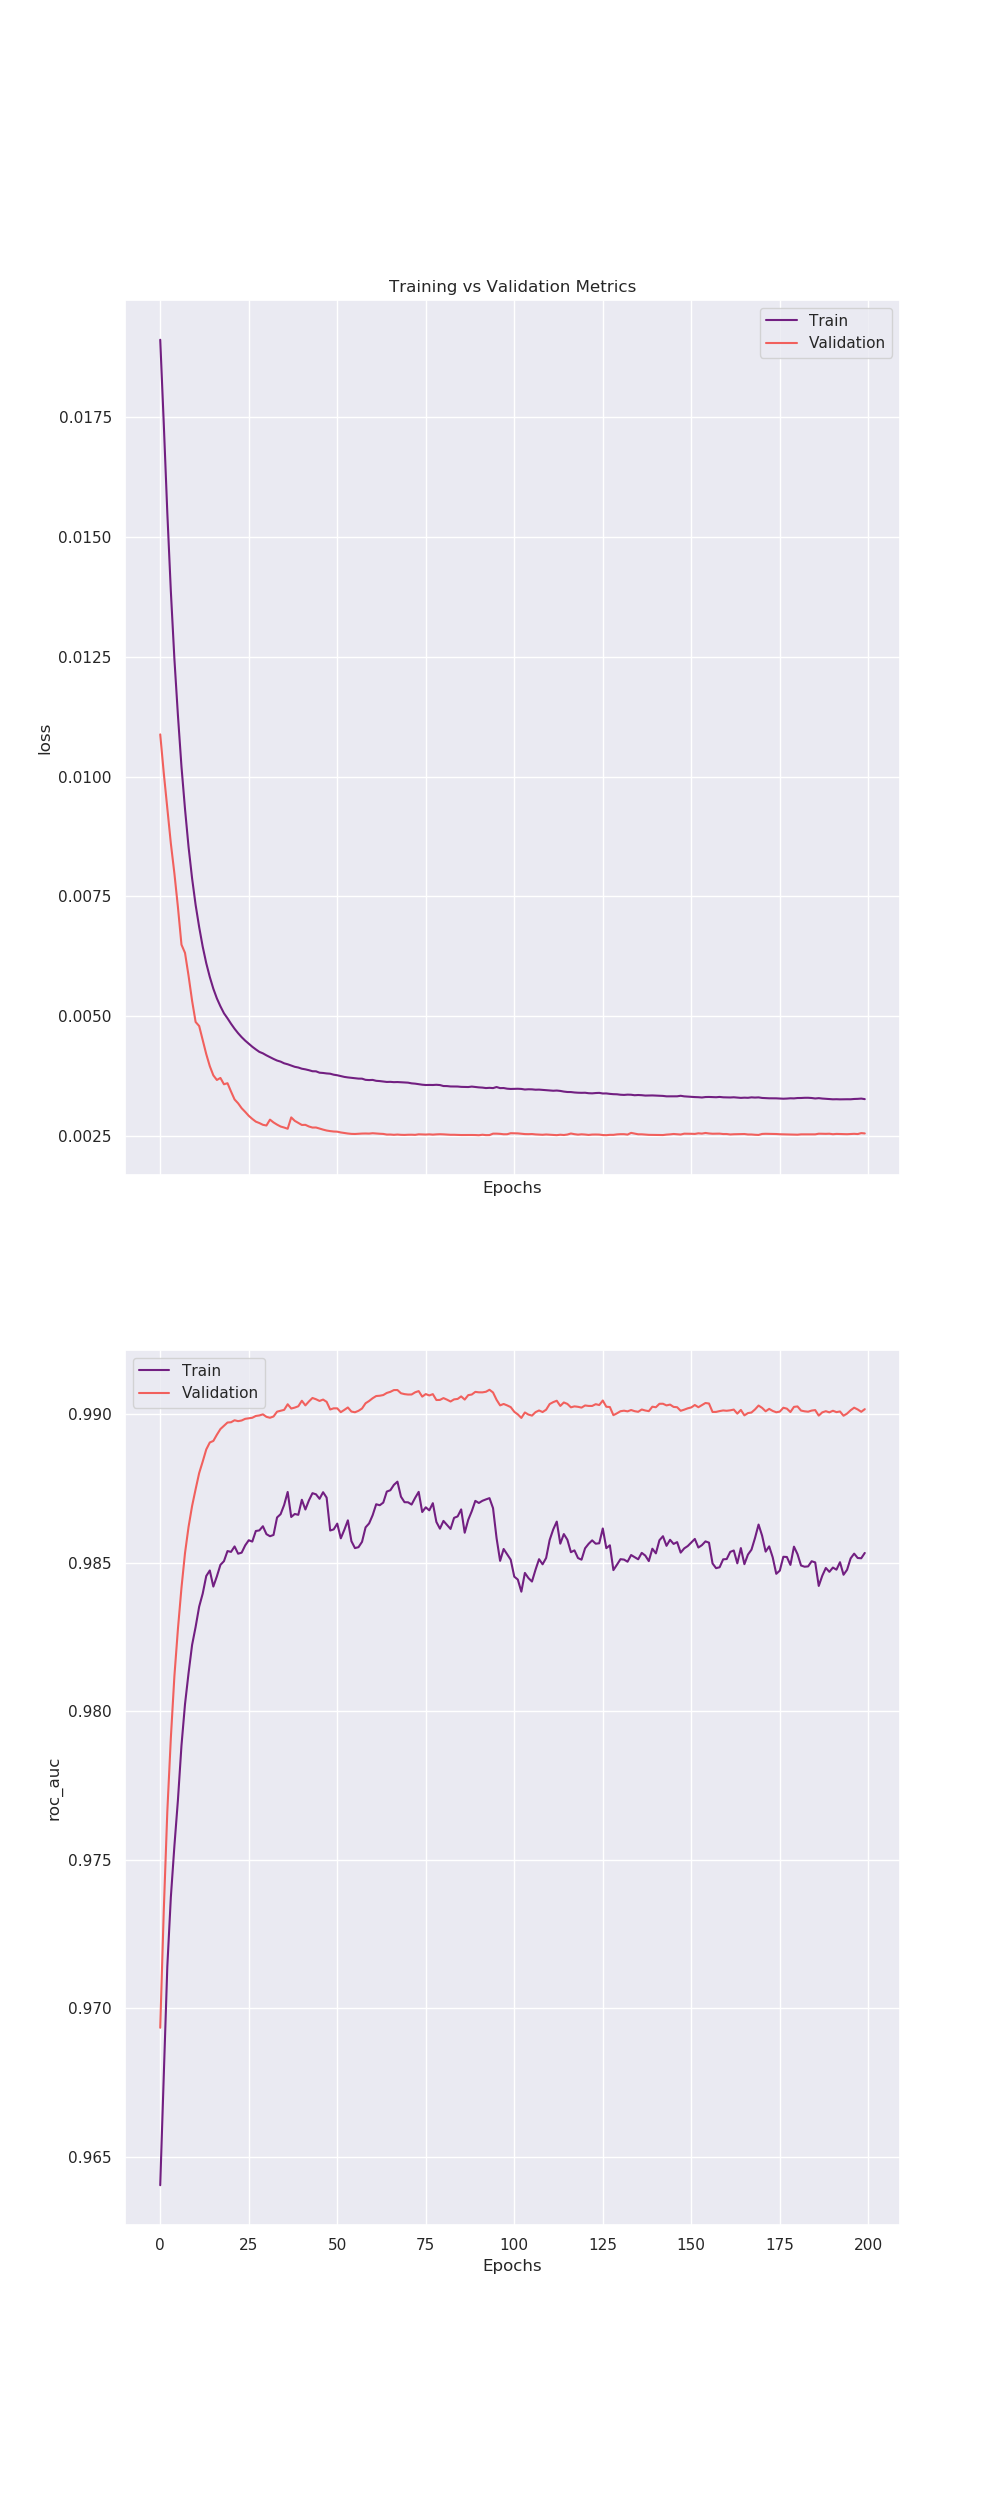 Training vs Validation Metrics
Train
Validation
0.0175
0.0150
0.0125
0.0100
0.0075
0.0050
0.0025
loss
Epochs
Train
Validation
0.990
0.985
0.980
0.975
0.970
0.965
roc_auc
0 25 50 75 100 125 150 175 200
Epochs